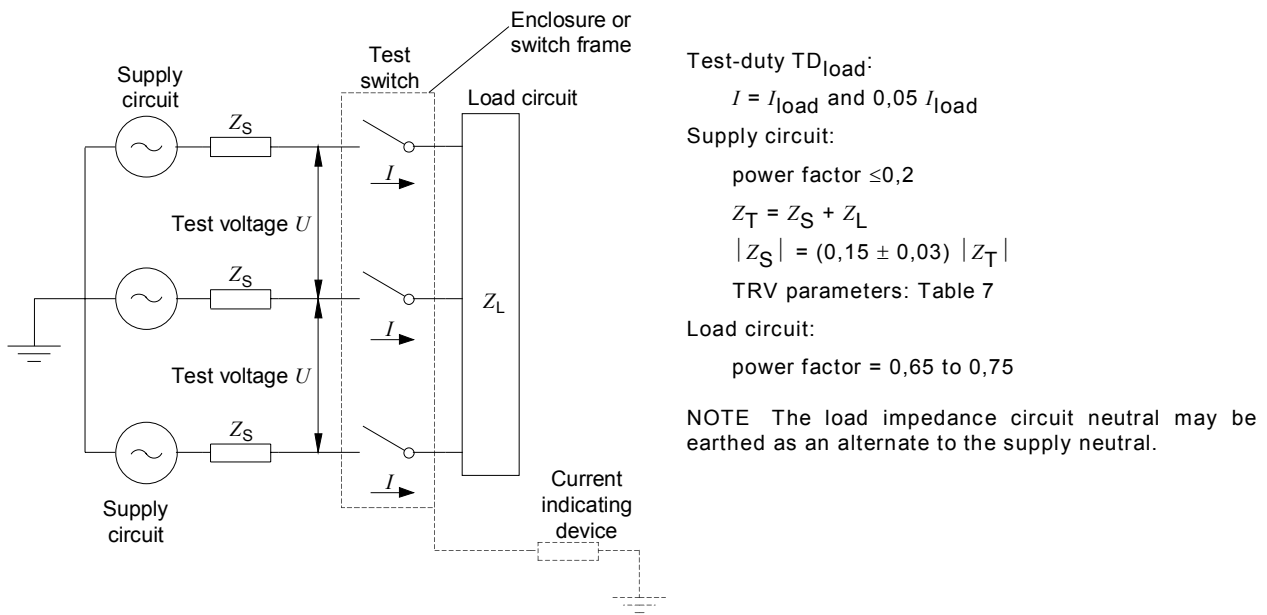 Enclosure or
switch frame
Test
switch
Supply
circuit
Load circuit
Z_S
I
Test voltage U
Z_S
Z_L
I
Test voltage U
Z_S
I
Supply
circuit
Current
indicating
device
Test-duty TD_load:
I = I_load and 0,05 I_load
Supply circuit:
power factor ≤0,2
Z_T = Z_S + Z_L
|Z_S| = (0,15 ± 0,03) |Z_T|
TRV parameters: Table 7
Load circuit:
power factor = 0,65 to 0,75
NOTE The load impedance circuit neutral may be
earthed as an alternate to the supply neutral.